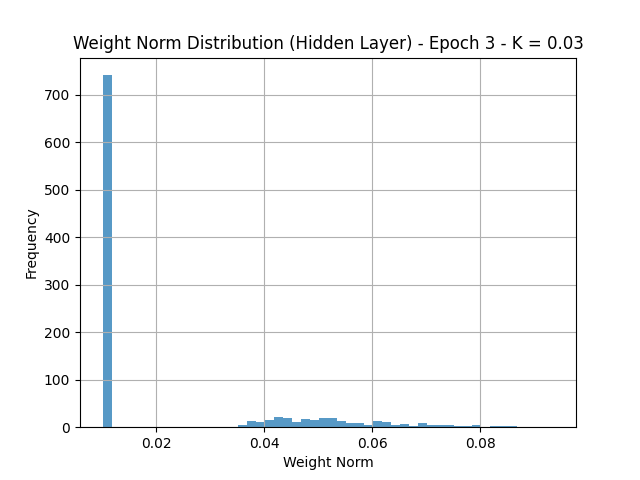 Weight Norm Distribution (Hidden Layer) - Epoch 3 - K = 0.03
700
600
500
400
300
200
100
0
Frequency
0.02 0.04 0.06 0.08
Weight Norm